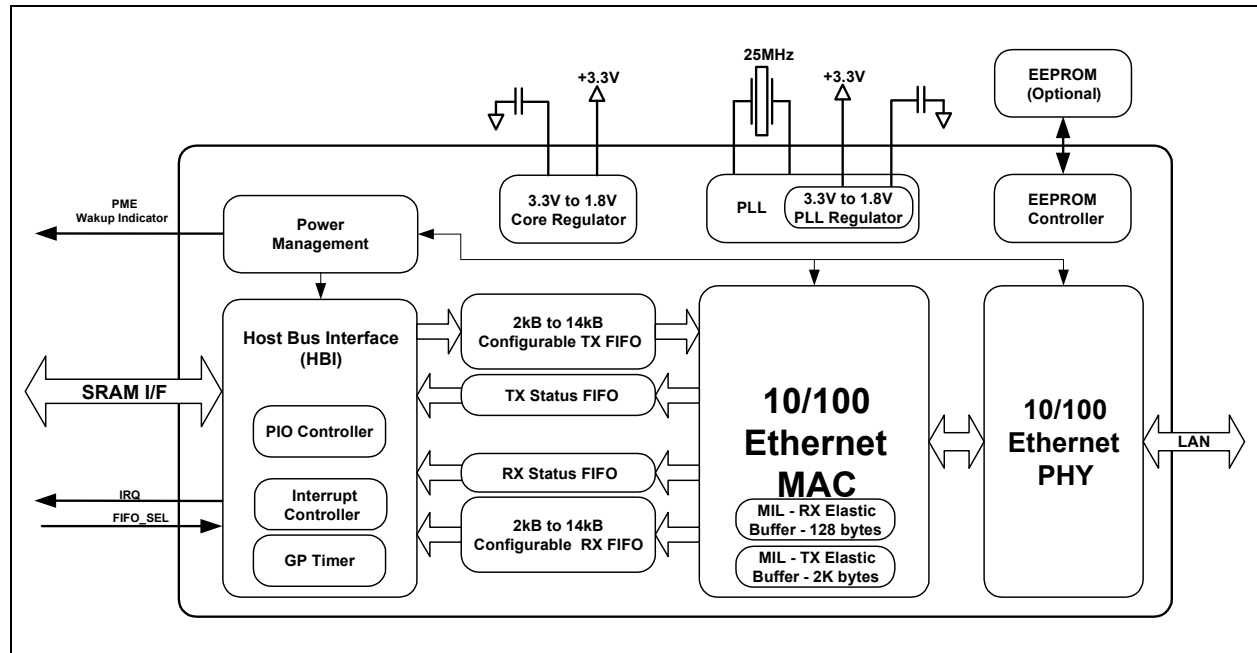 25MHz
+3.3V
+3.3V
EEPROM
(Optional)
PME
Wakup Indicator
Power
Management
3.3V to 1.8V
Core Regulator
PLL
3.3V to 1.8V
PLL Regulator
EEPROM
Controller
Host Bus Interface
(HBI)
2kB to 14kB
Configurable TX FIFO
SRAM I/F
TX Status FIFO
PIO Controller
10/100
Ethernet
MAC
10/100
Ethernet
PHY
LAN
RX Status FIFO
IRQ
FIFO_SEL
Interrupt
Controller
2kB to 14kB
Configurable RX FIFO
MIL - RX Elastic
Buffer - 128 bytes
GP Timer
MIL - TX Elastic
Buffer - 2K bytes